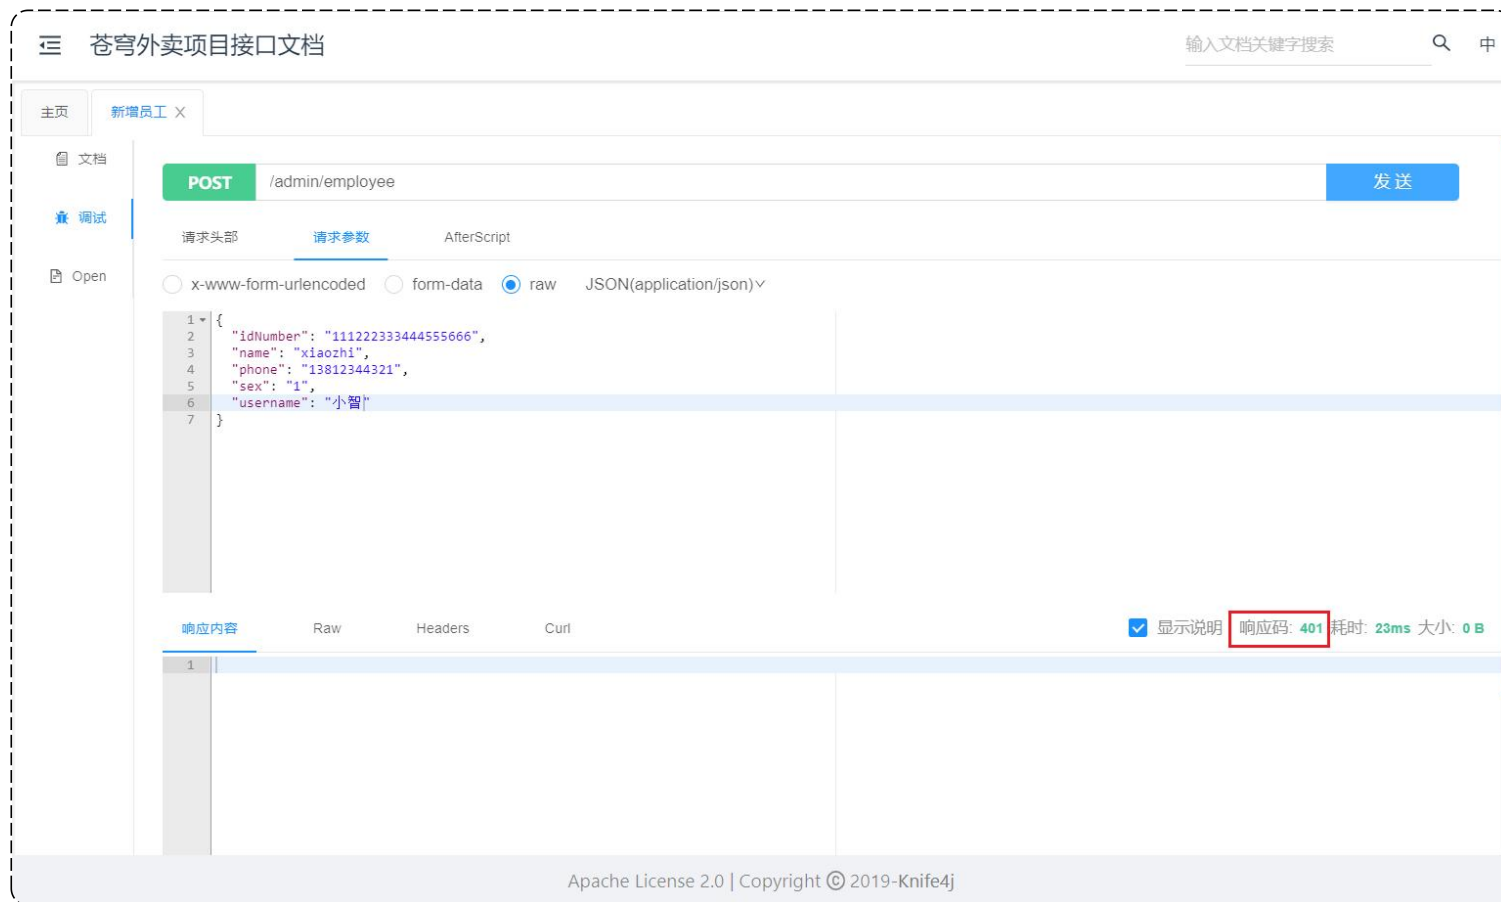 苍穹外卖项目接口文档
输入文档关键字搜索
中
主页
新增员工
文档
POST /admin/employee 发送
调试
请求头部 请求参数 AfterScript
Open
x-www-form-urlencoded form-data raw JSON(application/json)
1 {
2 "idNumber": "111222333444555666",
3 "name": "xiaozhi",
4 "phone": "13812344321",
5 "sex": "1",
6 "username": "小智"
7 }
响应内容 Raw Headers Curl 显示说明 响应码: 401 耗时: 23ms 大小: 0 B
1
Apache License 2.0 | Copyright © 2019-Knife4j